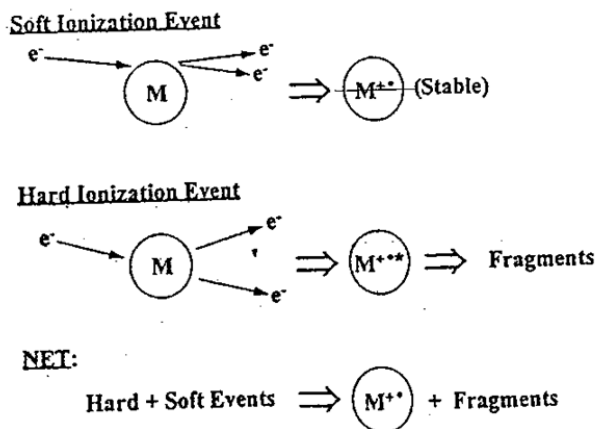 Soft Ionization Event
e⁻ e⁻
e⁻
M ⇒ M⁺• (Stable)
Hard Ionization Event
e⁻ e⁻
M ⇒ M⁺•* ⇒ Fragments
e⁻
NET:
Hard + Soft Events ⇒ M⁺• + Fragments